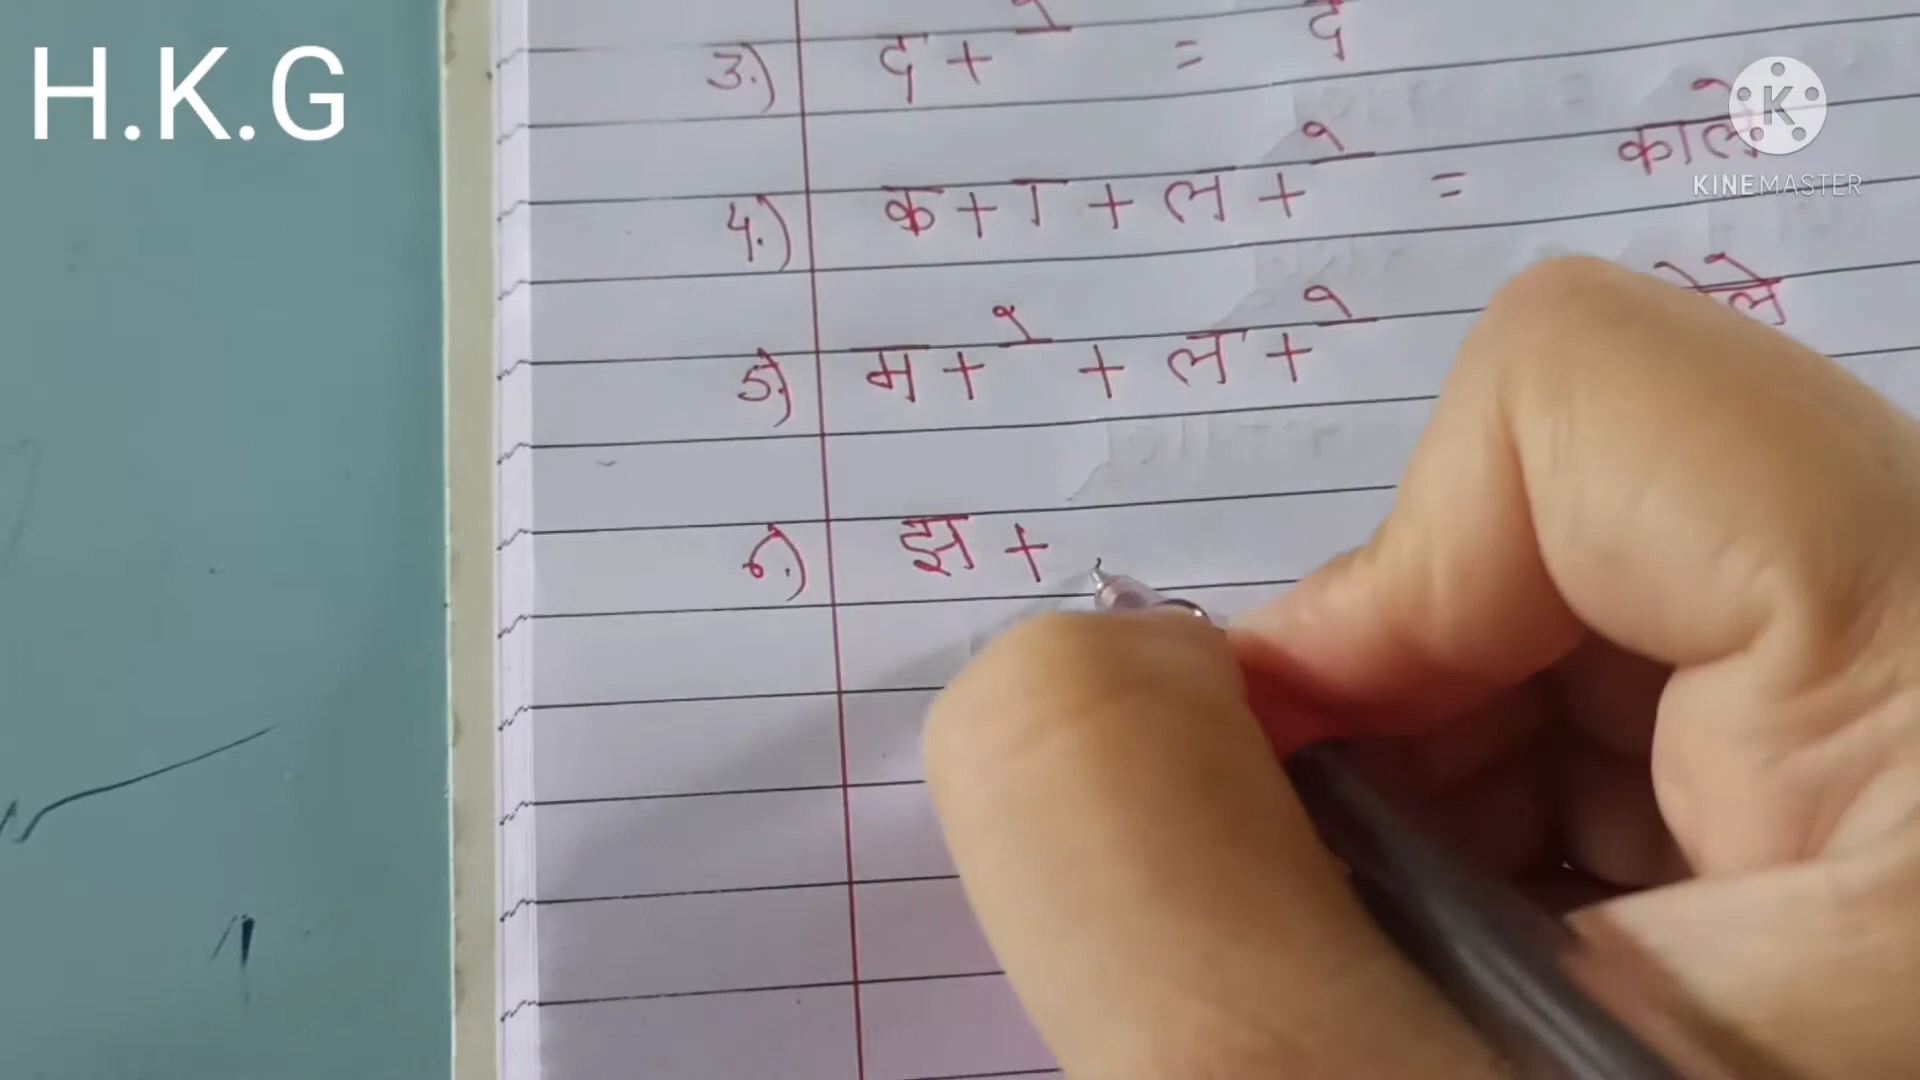 H.K.G
3.) द + े = दे
KINEMASTER
4.) क + ा + ल + े = काले
5.) म + े + ल + े
6.) झ +